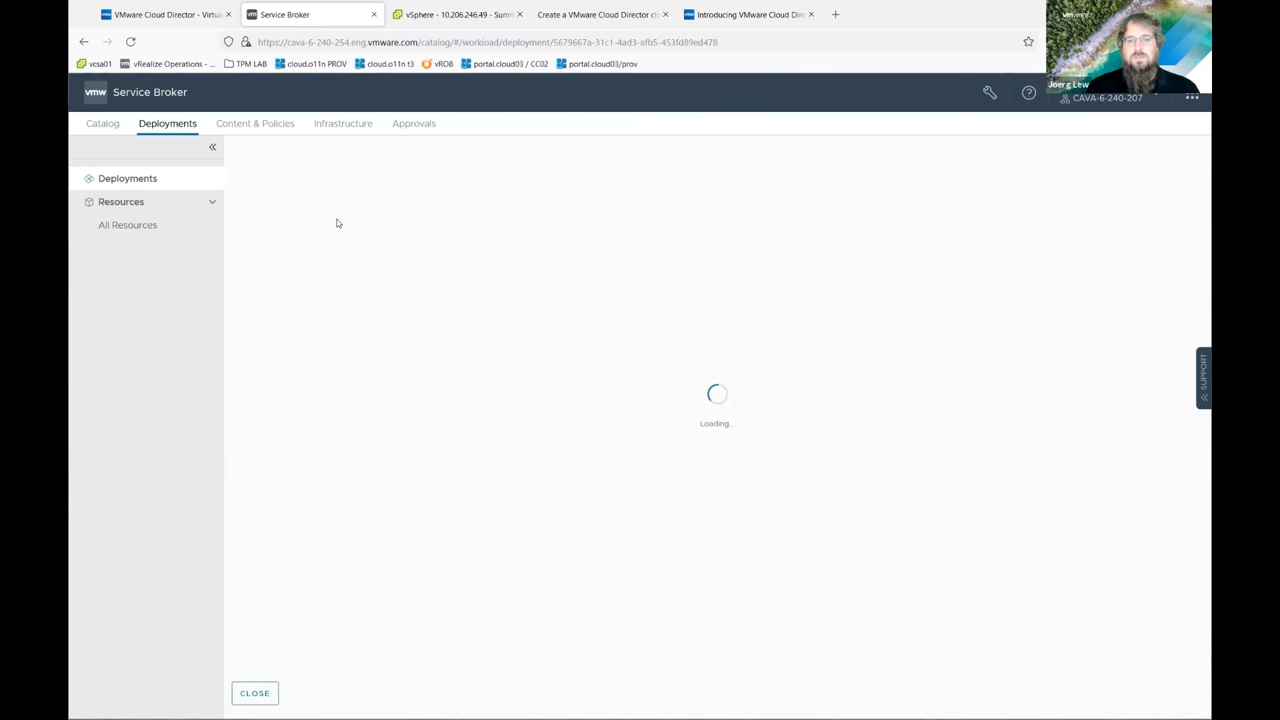 VMware Cloud Director - Virtua
Service Broker
vSphere - 10.206.246.49 - Summ
Create a VMware Cloud Director clo
Introducing VMware Cloud Dire
https://cava-6-240-254.eng.vmware.com/catalog/#/workload/deployment/5679667a-31c1-4ad3-afb5-453fd89ed478
vcsa01
vRealize Operations - ...
TPM LAB
cloud.o11n PROV
cloud.o11n t3
vRO8
portal.cloud03 / CC02
portal.cloud03/prov
vmw Service Broker
Joerg Lew
CAVA-6-240-207
Catalog
Deployments
Content & Policies
Infrastructure
Approvals
Deployments
Resources
All Resources
Loading...
SUPPORT
CLOSE